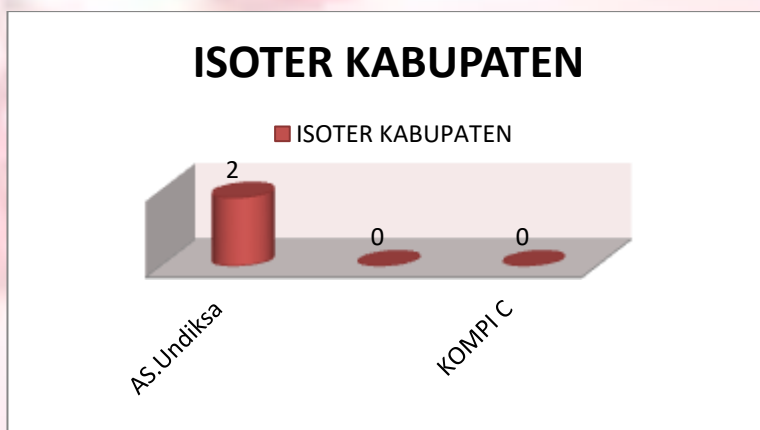 ISOTER KABUPATEN
ISOTER KABUPATEN
2
0
0
AS.Undiksa
KOMPI C